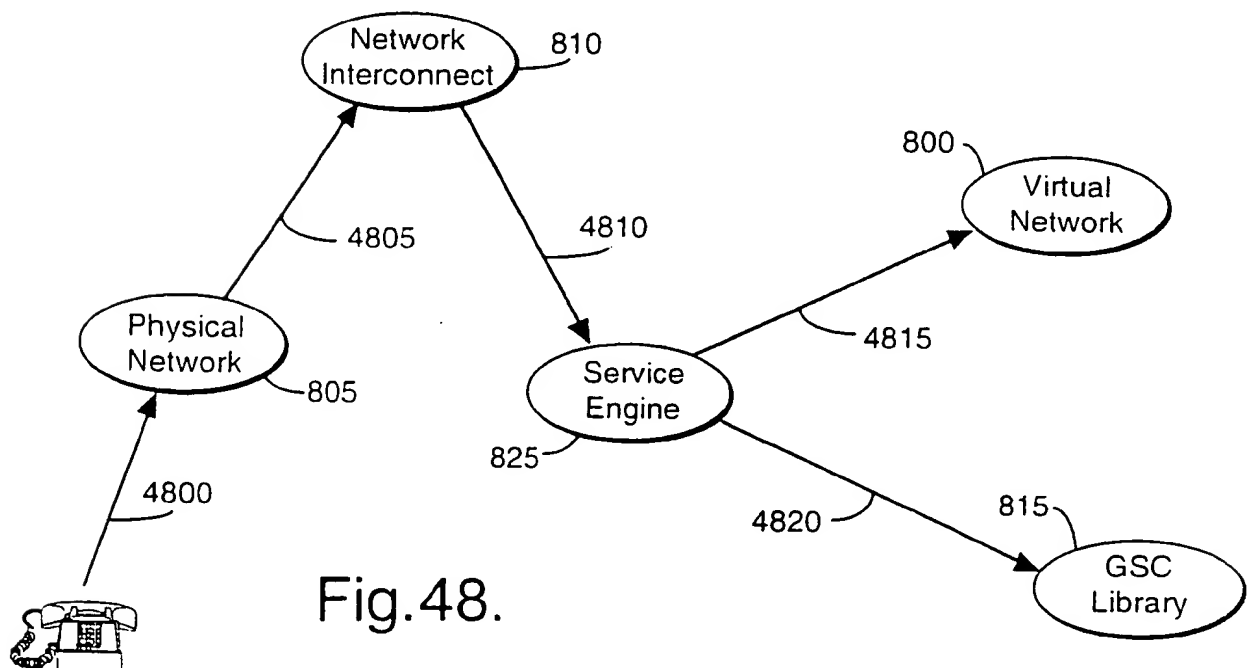 Network
Interconnect
810
800
Virtual
Network
4805
4810
Physical
Network
805
4815
Service
Engine
825
4800
4820
815
GSC
Library
Fig.48.